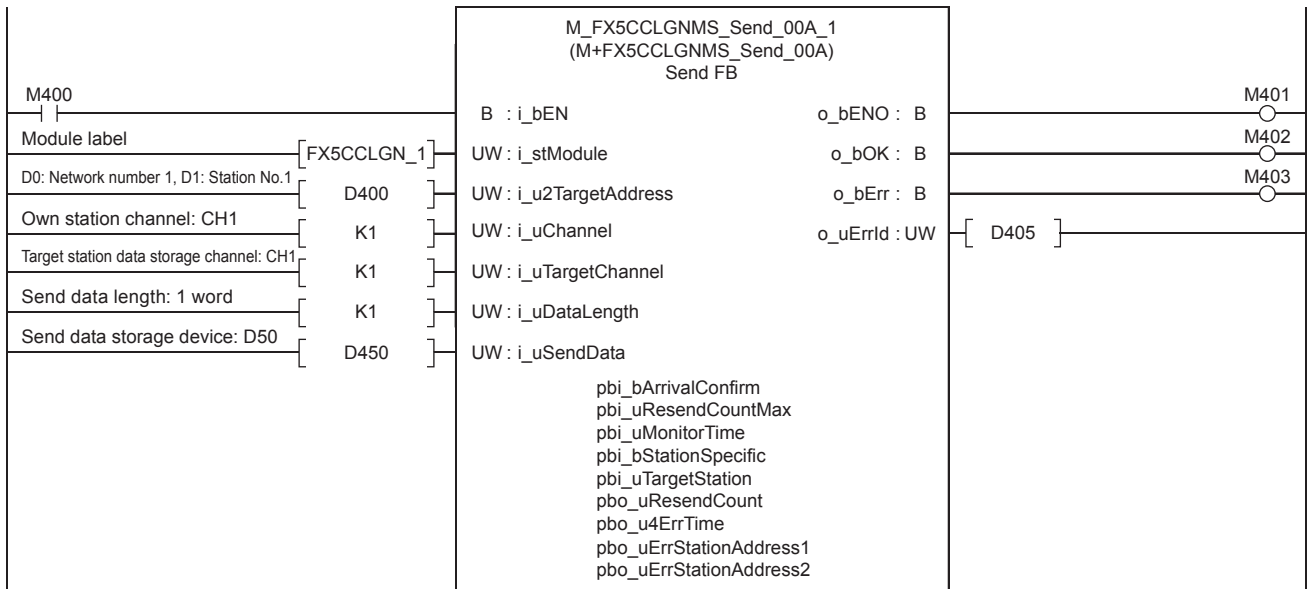 M_FX5CCLGNMS_Send_00A_1
(M+FX5CCLGNMS_Send_00A)
Send FB
M400
B : i_bEN
o_bENO : B
M401
Module label
FX5CCLGN_1
UW : i_stModule
o_bOK : B
M402
D0: Network number 1, D1: Station No.1
D400
UW : i_u2TargetAddress
o_bErr : B
M403
Own station channel: CH1
K1
UW : i_uChannel
o_uErrId : UW
D405
Target station data storage channel: CH1
K1
UW : i_uTargetChannel
Send data length: 1 word
K1
UW : i_uDataLength
Send data storage device: D50
D450
UW : i_uSendData
pbi_bArrivalConfirm
pbi_uResendCountMax
pbi_uMonitorTime
pbi_bStationSpecific
pbi_uTargetStation
pbo_uResendCount
pbo_u4ErrTime
pbo_uErrStationAddress1
pbo_uErrStationAddress2